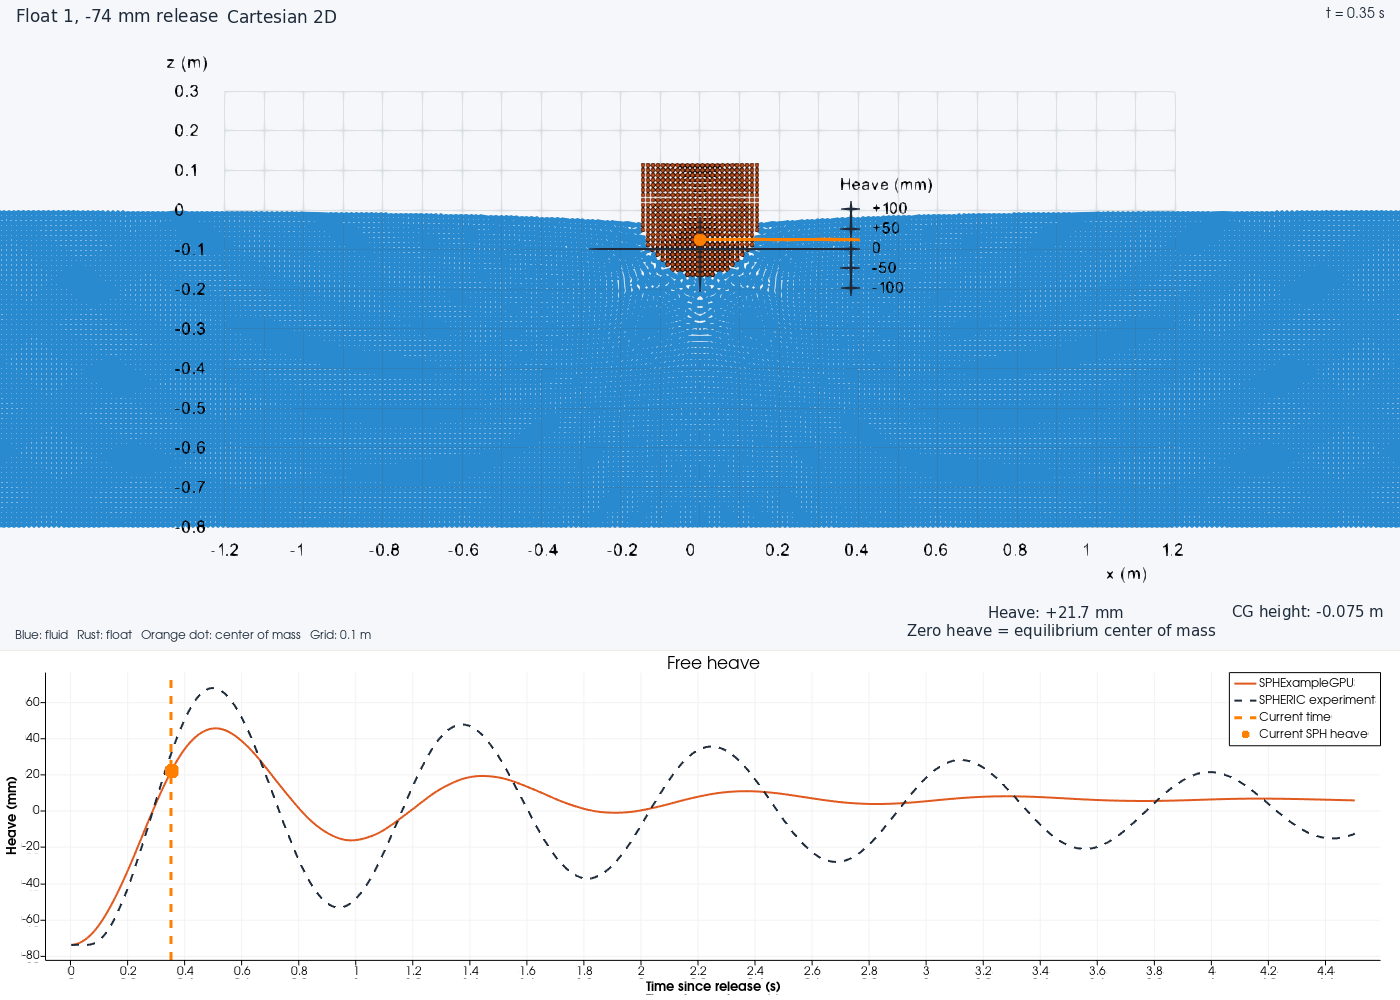 Float 1, -74 mm release Cartesian 2D
t = 0.35 s
z (m)
0.3
0.2
0.1
0
-0.1
-0.2
-0.3
-0.4
-0.5
-0.6
-0.7
-0.8
Heave (mm)
+100
+50
0
-50
-100
-1.2 -1 -0.8 -0.6 -0.4 -0.2 0 0.2 0.4 0.6 0.8 1 1.2
x (m)
Heave: +21.7 mm
CG height: -0.075 m
Zero heave = equilibrium center of mass
Blue: fluid Rust: float Orange dot: center of mass Grid: 0.1 m
Free heave
SPHExampleGPU
SPHERIC experiment
Current time
Current SPH heave
Heave (mm)
60
40
20
0
-20
-40
-60
-80
0 0.2 0.4 0.6 0.8 1 1.2 1.4 1.6 1.8 2 2.2 2.4 2.6 2.8 3 3.2 3.4 3.6 3.8 4 4.2 4.4
Time since release (s)